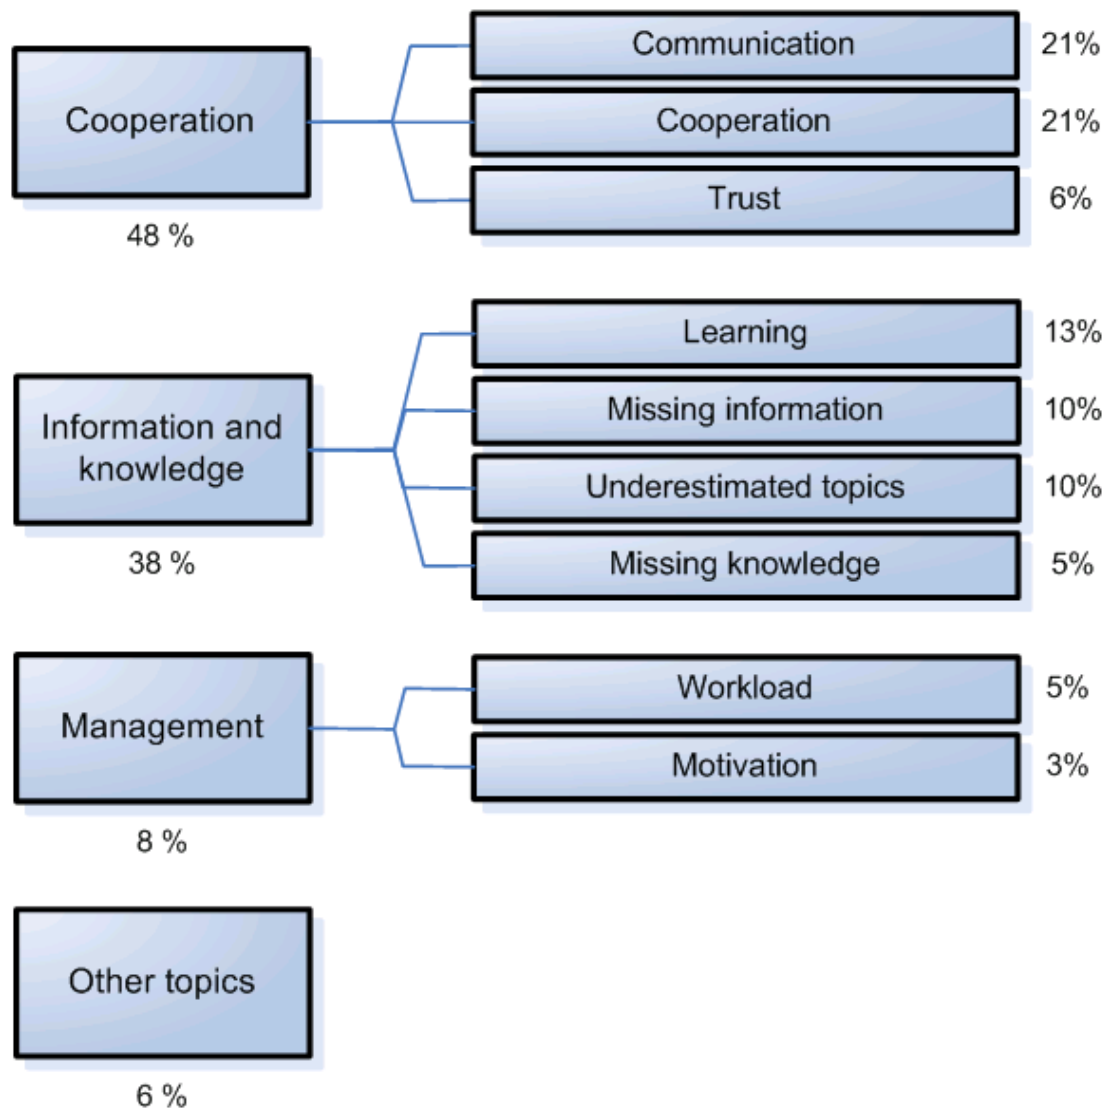 Cooperation
48 %
Communication 21%
Cooperation 21%
Trust 6%
Information and
knowledge
38 %
Learning 13%
Missing information 10%
Underestimated topics 10%
Missing knowledge 5%
Management
8 %
Workload 5%
Motivation 3%
Other topics
6 %